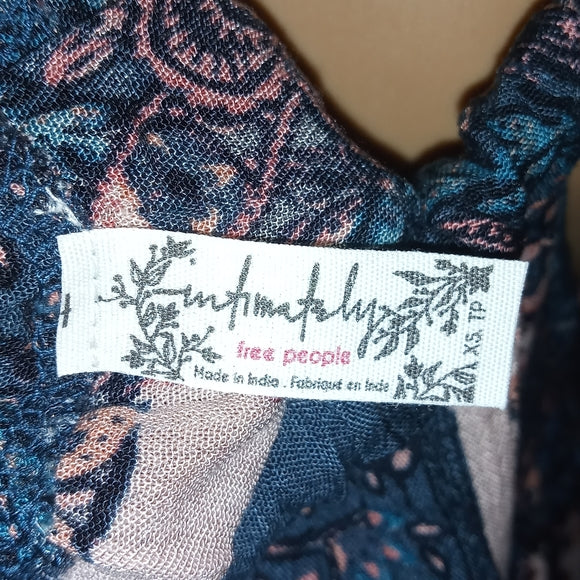 intimately
free people
Made in India . Fabriqué en Inde
XS, TP